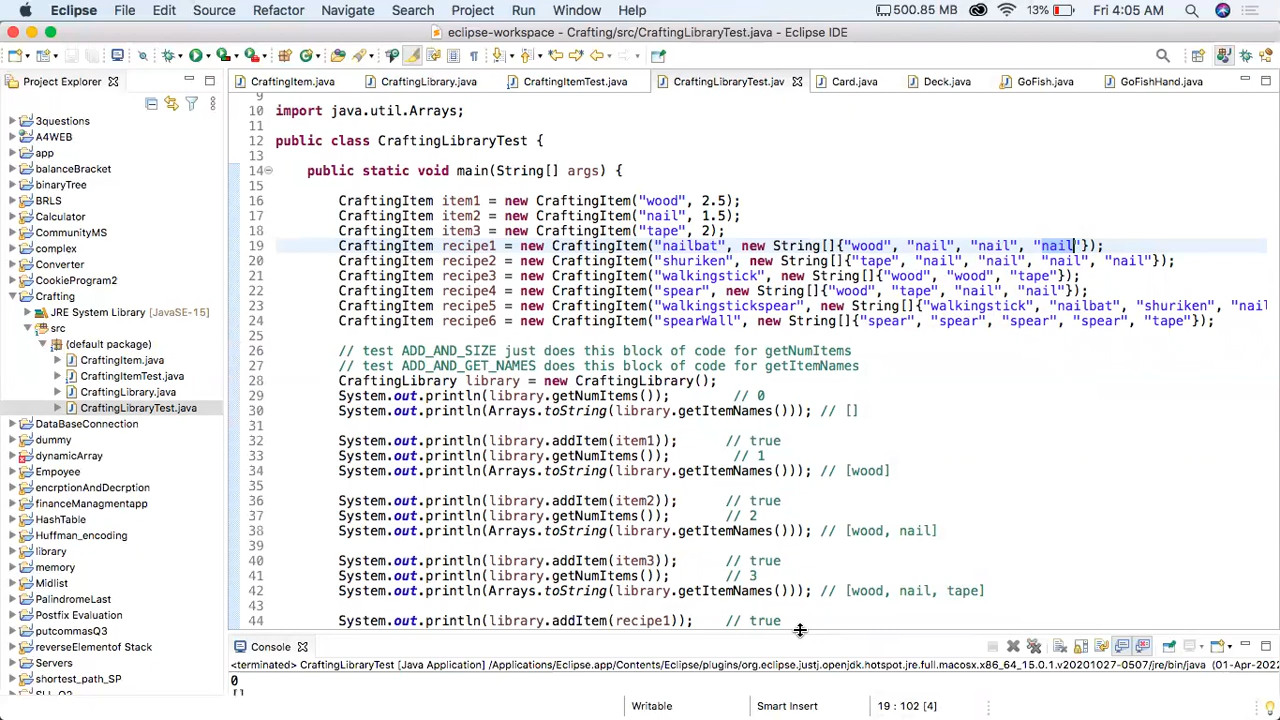 Eclipse File Edit Source Refactor Navigate Search Project Run Window Help 500.85 MB 13% Fri 4:05 AM
eclipse-workspace - Crafting/src/CraftingLibraryTest.java - Eclipse IDE
Project Explorer
CraftingItem.java CraftingLibrary.java CraftingItemTest.java CraftingLibraryTest.jav Card.java Deck.java GoFish.java GoFishHand.java
3questions
A4WEB
app
balanceBracket
binaryTree
BRLS
Calculator
CommunityMS
complex
Converter
CookieProgram2
Crafting
JRE System Library [JavaSE-15]
src
(default package)
CraftingItem.java
CraftingItemTest.java
CraftingLibrary.java
CraftingLibraryTest.java
DataBaseConnection
dummy
dynamicArray
Empoyee
encrptionAndDecrption
financeManagmentapp
HashTable
Huffman_encoding
library
memory
Midlist
PalindromeLast
Postfix Evaluation
putcommasQ3
reverseElementof Stack
Servers
shortest_path_SP
9
10 import java.util.Arrays;
11
12 public class CraftingLibraryTest {
13
14 public static void main(String[] args) {
15
16 CraftingItem item1 = new CraftingItem("wood", 2.5);
17 CraftingItem item2 = new CraftingItem("nail", 1.5);
18 CraftingItem item3 = new CraftingItem("tape", 2);
19 CraftingItem recipe1 = new CraftingItem("nailbat", new String[]{"wood", "nail", "nail", "nail"});
20 CraftingItem recipe2 = new CraftingItem("shuriken", new String[]{"tape", "nail", "nail", "nail", "nail"});
21 CraftingItem recipe3 = new CraftingItem("walkingstick", new String[]{"wood", "wood", "tape"});
22 CraftingItem recipe4 = new CraftingItem("spear", new String[]{"wood", "tape", "nail", "nail"});
23 CraftingItem recipe5 = new CraftingItem("walkingstickspear", new String[]{"walkingstick", "nailbat", "shuriken", "nail
24 CraftingItem recipe6 = new CraftingItem("spearWall", new String[]{"spear", "spear", "spear", "spear", "tape"});
25
26 // test ADD_AND_SIZE just does this block of code for getNumItems
27 // test ADD_AND_GET_NAMES does this block of code for getItemNames
28 CraftingLibrary library = new CraftingLibrary();
29 System.out.println(library.getNumItems()); // 0
30 System.out.println(Arrays.toString(library.getItemNames())); // []
31
32 System.out.println(library.addItem(item1)); // true
33 System.out.println(library.getNumItems()); // 1
34 System.out.println(Arrays.toString(library.getItemNames())); // [wood]
35
36 System.out.println(library.addItem(item2)); // true
37 System.out.println(library.getNumItems()); // 2
38 System.out.println(Arrays.toString(library.getItemNames())); // [wood, nail]
39
40 System.out.println(library.addItem(item3)); // true
41 System.out.println(library.getNumItems()); // 3
42 System.out.println(Arrays.toString(library.getItemNames())); // [wood, nail, tape]
43
44 System.out.println(library.addItem(recipe1)); // true
Console
<terminated> CraftingLibraryTest [Java Application] /Applications/Eclipse.app/Contents/Eclipse/plugins/org.eclipse.justj.openjdk.hotspot.jre.full.macosx.x86_64_15.0.1.v20201027-0507/jre/bin/java (01-Apr-2022
0
[]
Writable Smart Insert 19 : 102 [4]